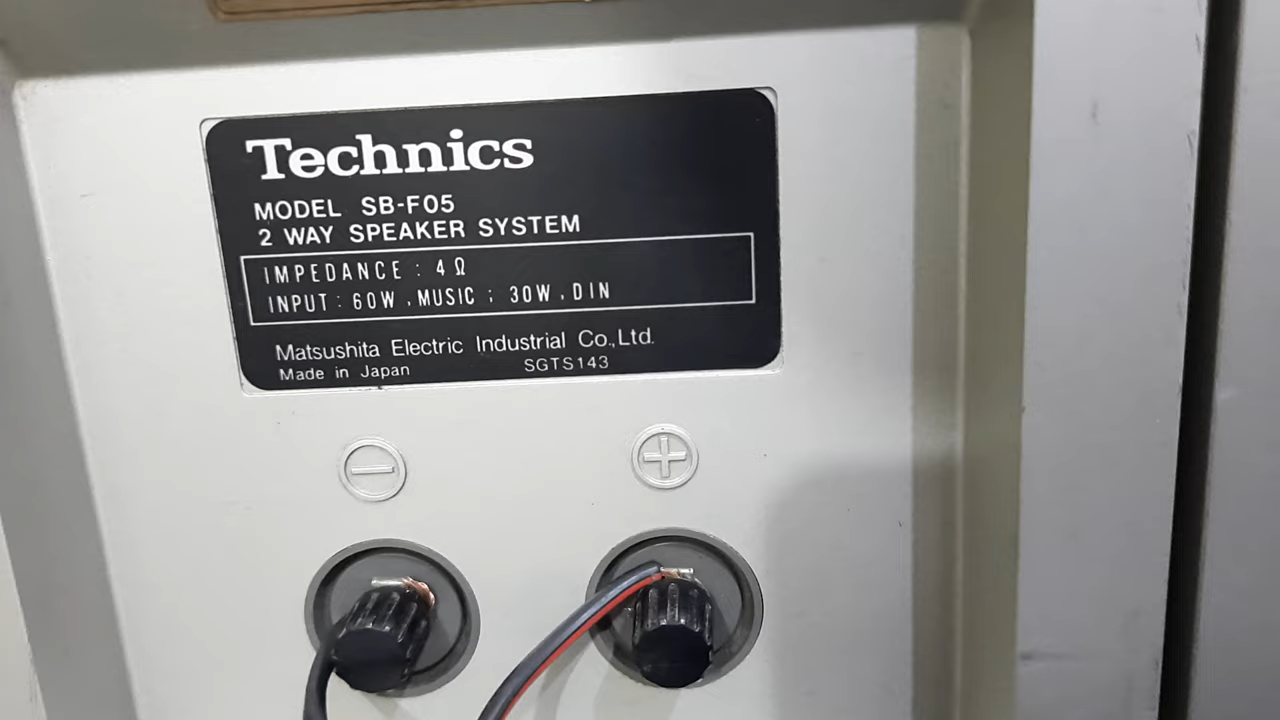 Technics
MODEL SB-F05
2 WAY SPEAKER SYSTEM
IMPEDANCE : 4 Ω
INPUT : 60W , MUSIC ; 30W , DIN
Matsushita Electric Industrial Co., Ltd.
Made in Japan SGTS143
− +